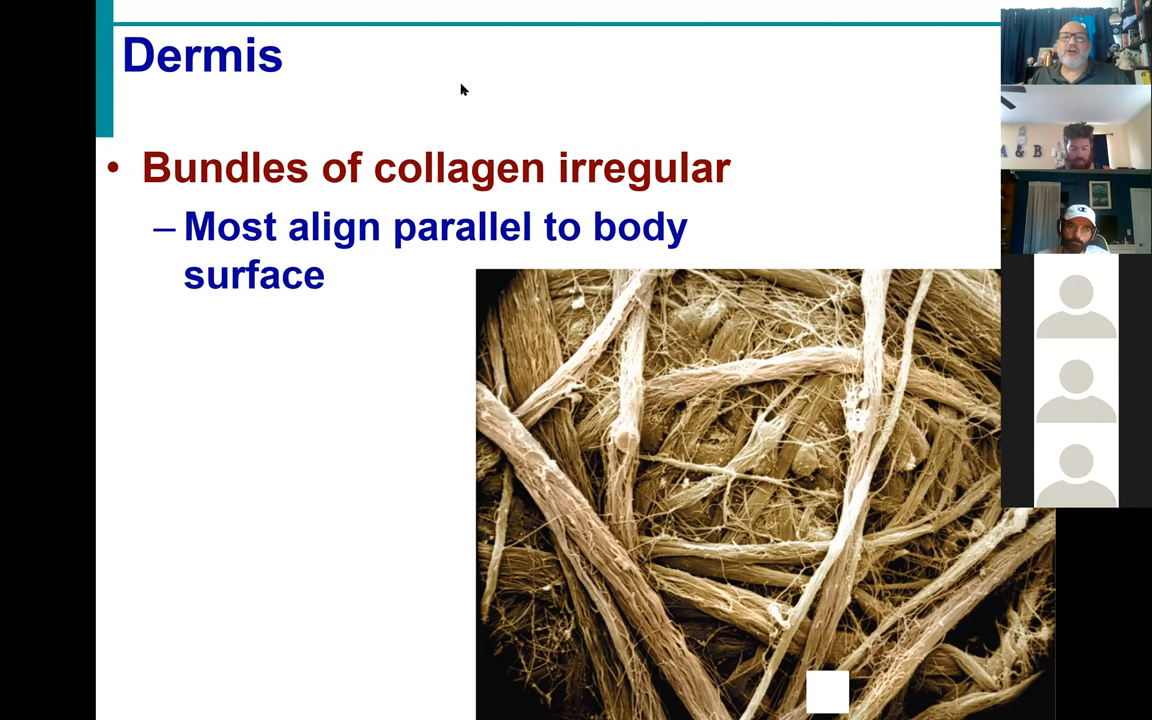 Dermis
• Bundles of collagen irregular
– Most align parallel to body
surface
A & B